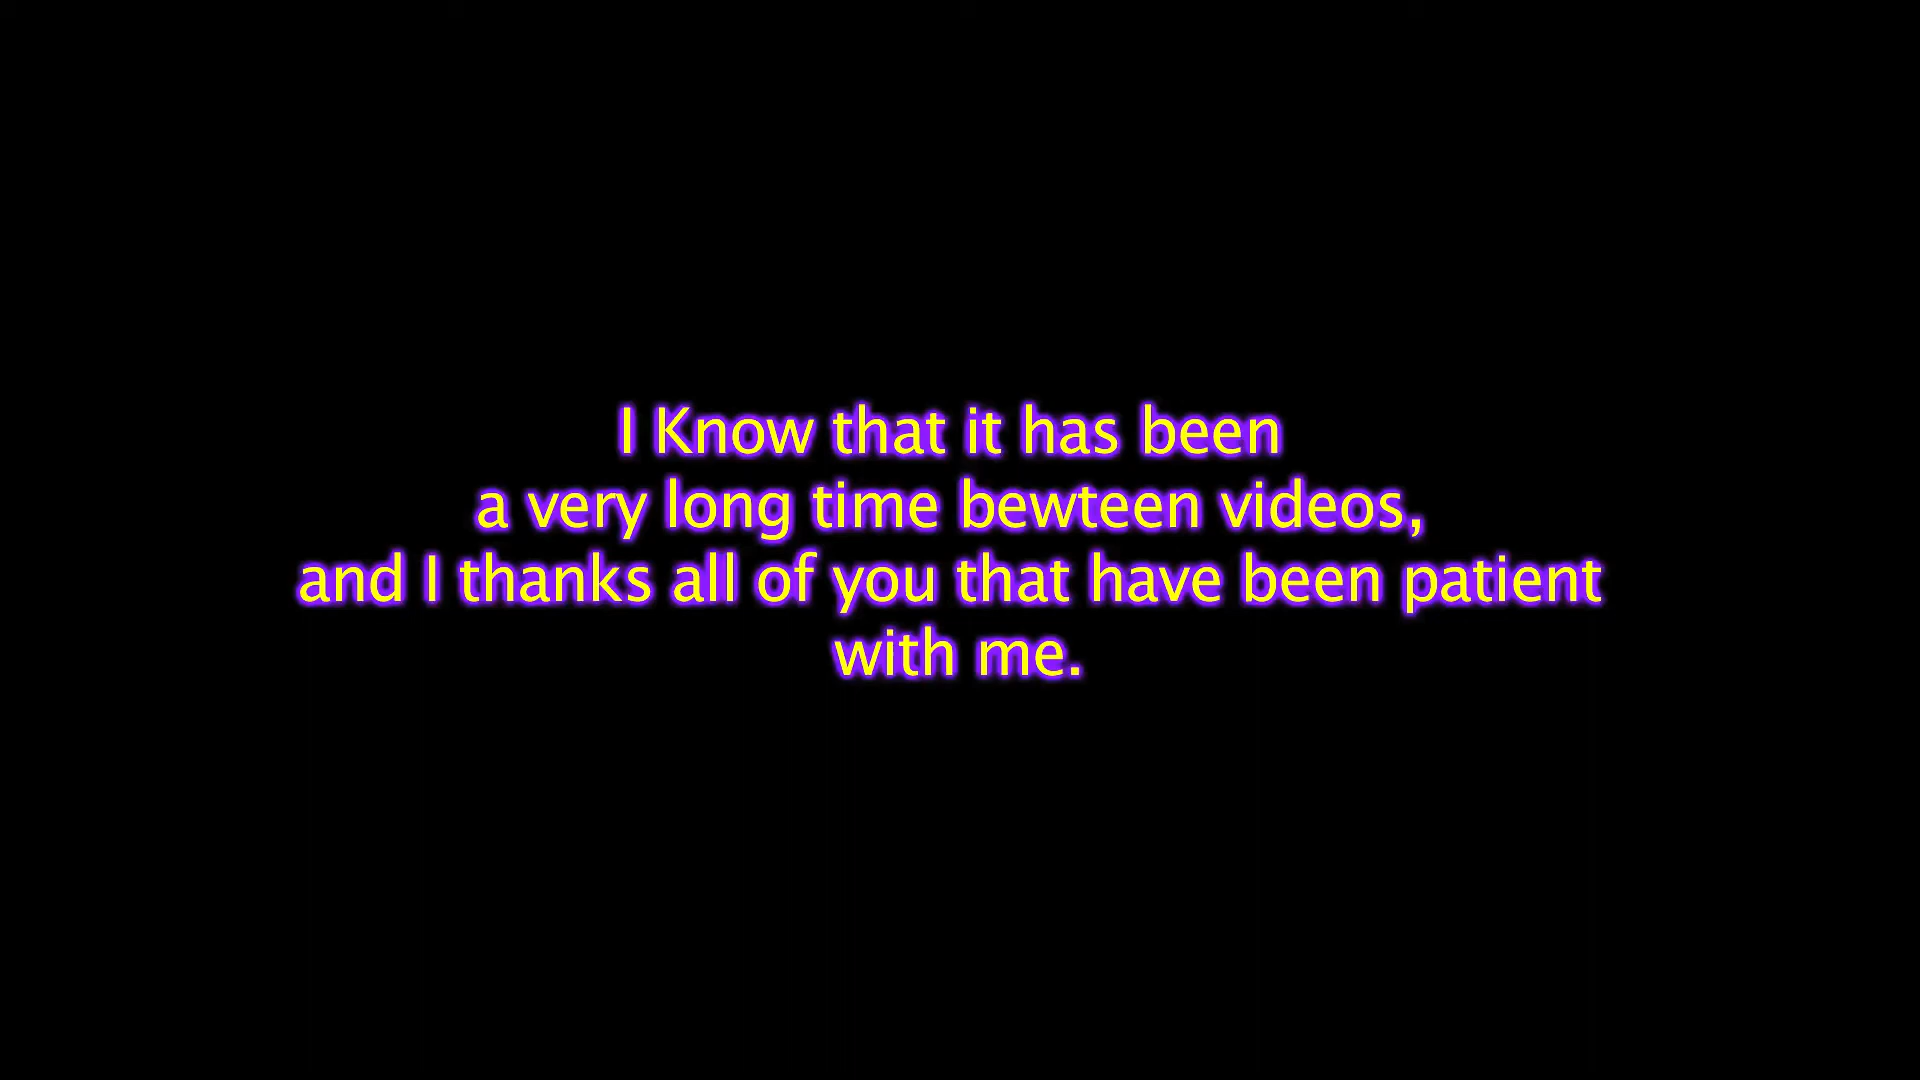 I Know that it has been
a very long time bewteen videos,
and I thanks all of you that have been patient
with me.